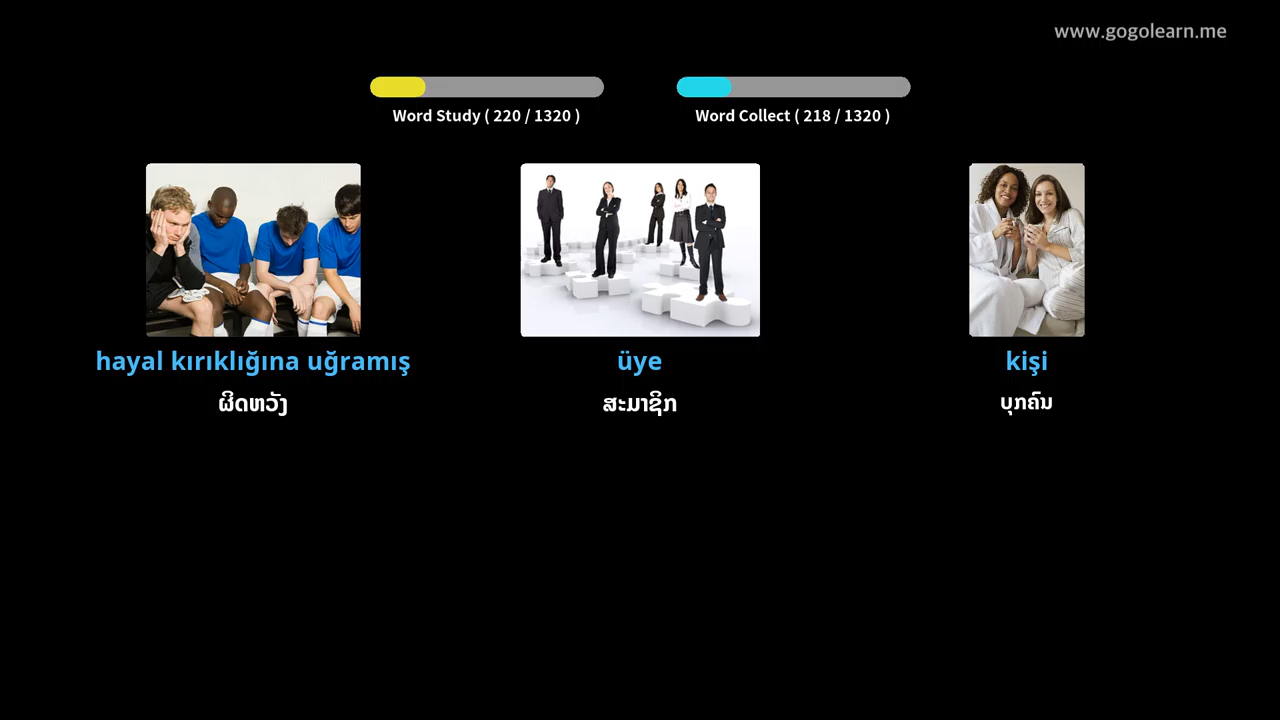 www.gogolearn.me
Word Study ( 220 / 1320 )
Word Collect ( 218 / 1320 )
hayal kırıklığına uğramış
ຜິດຫວັງ
üye
ສະມາຊິກ
kişi
ບຸກຄົນ